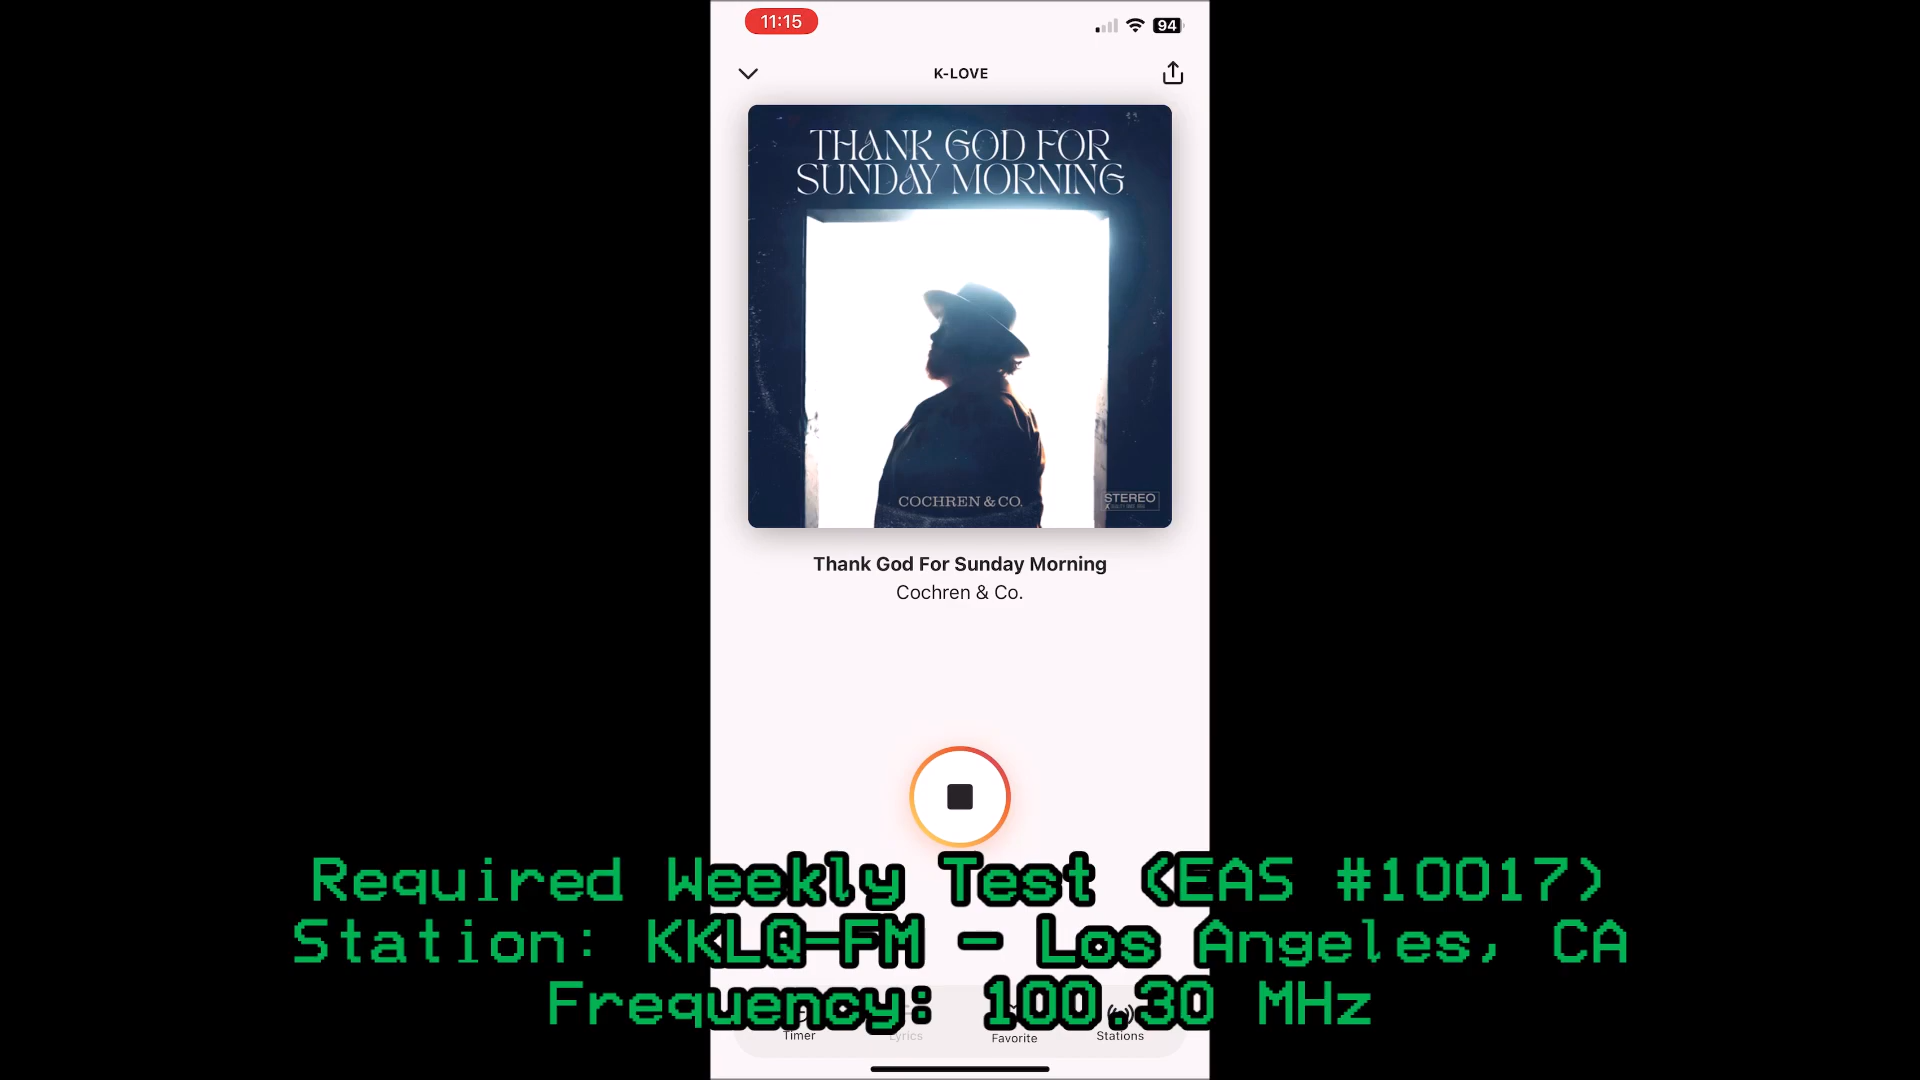 11:15
94
K-LOVE
THANK GOD FOR
SUNDAY MORNING
COCHREN & CO.
STEREO
Thank God For Sunday Morning
Cochren & Co.
Required Weekly Test (EAS #10017)
Station: KKLQ-FM - Los Angeles, CA
Frequency: 100.30 MHz
Timer
Lyrics
Favorite
Stations